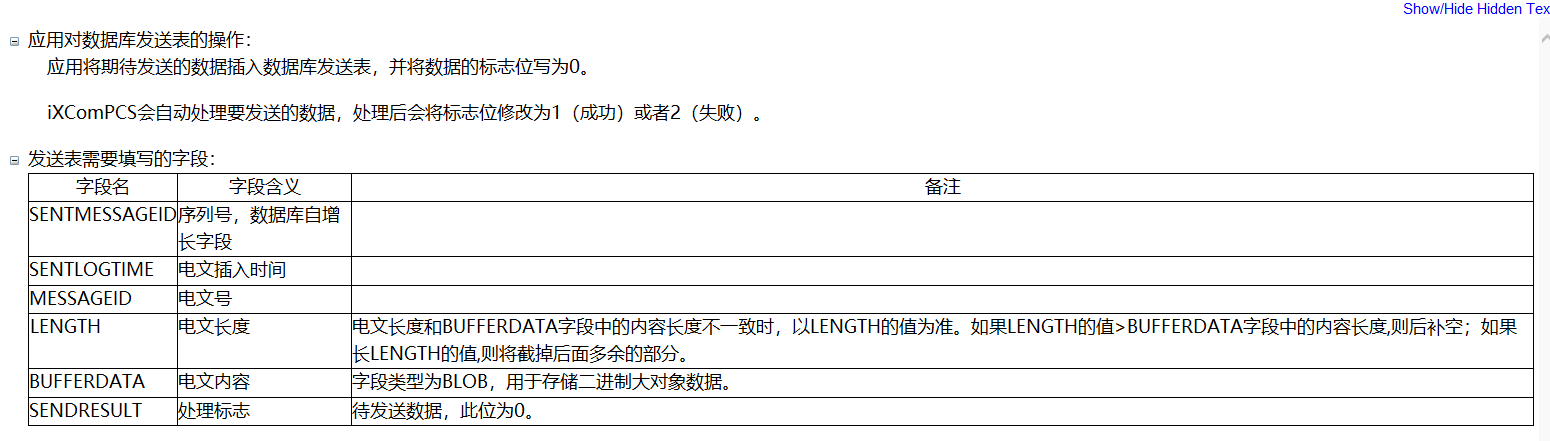 Show/Hide Hidden Tex
应用对数据库发送表的操作：
应用将期待发送的数据插入数据库发送表，并将数据的标志位写为0。
iXComPCS会自动处理要发送的数据，处理后会将标志位修改为1（成功）或者2（失败）。
发送表需要填写的字段：
字段名 字段含义 备注
SENTMESSAGEID 序列号，数据库自增
长字段
SENTLOGTIME 电文插入时间
MESSAGEID 电文号
LENGTH 电文长度 电文长度和BUFFERDATA字段中的内容长度不一致时，以LENGTH的值为准。如果LENGTH的值>BUFFERDATA字段中的内容长度,则后补空；如果
长LENGTH的值,则将截掉后面多余的部分。
BUFFERDATA 电文内容 字段类型为BLOB，用于存储二进制大对象数据。
SENDRESULT 处理标志 待发送数据，此位为0。